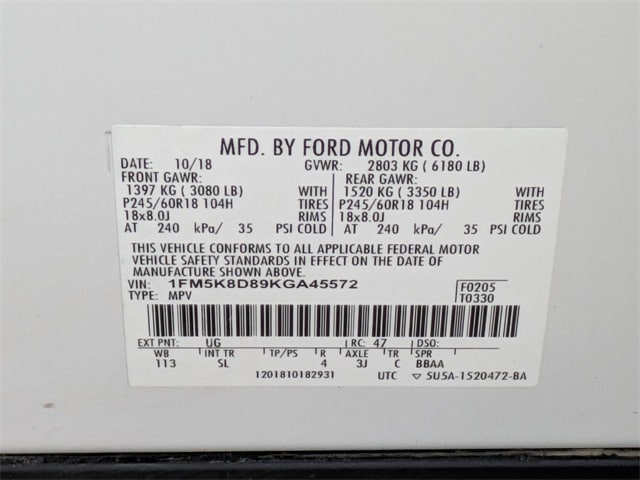 MFD. BY FORD MOTOR CO.
DATE: 10/18 GVWR: 2803 KG ( 6180 LB)
FRONT GAWR: REAR GAWR:
1397 KG ( 3080 LB) WITH 1520 KG ( 3350 LB) WITH
P245/60R18 104H TIRES P245/60R18 104H TIRES
18x8.0J RIMS 18x8.0J RIMS
AT 240 kPa/ 35 PSI COLD AT 240 kPa/ 35 PSI COLD
THIS VEHICLE CONFORMS TO ALL APPLICABLE FEDERAL MOTOR
VEHICLE SAFETY STANDARDS IN EFFECT ON THE DATE OF
MANUFACTURE SHOWN ABOVE.
VIN: 1FM5K8D89KGA45572 F0205
TYPE: MPV T0330
EXT PNT: UG RC: 47 DSO:
WB INT TR TP/PS R AXLE TR SPR
113 SL 4 3J C BBAA
1201810182931 UTC ▽ 5U5A-1520472-BA